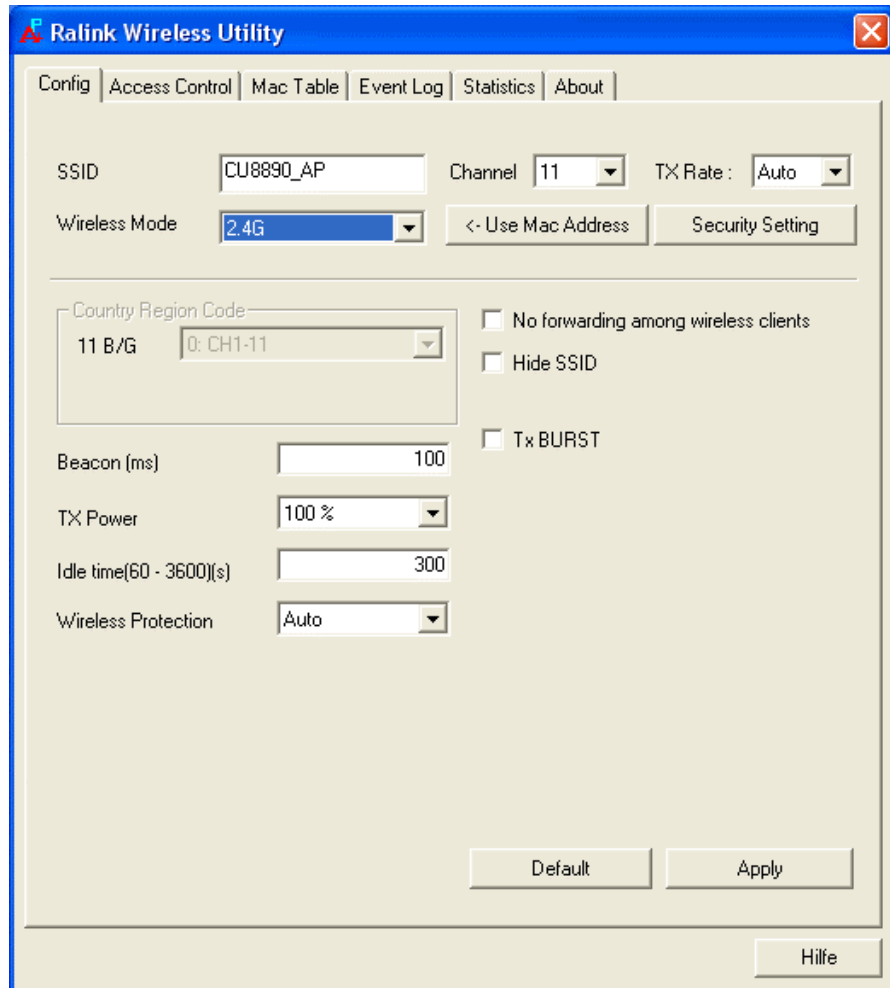 Ralink Wireless Utility
Config Access Control Mac Table Event Log Statistics About
SSID CU8890_AP Channel 11 TX Rate : Auto
Wireless Mode 2.4G <- Use Mac Address Security Setting
Country Region Code
11 B/G 0: CH1-11
No forwarding among wireless clients
Hide SSID
Tx BURST
Beacon (ms) 100
TX Power 100 %
Idle time(60 - 3600)(s) 300
Wireless Protection Auto
Default Apply
Hilfe